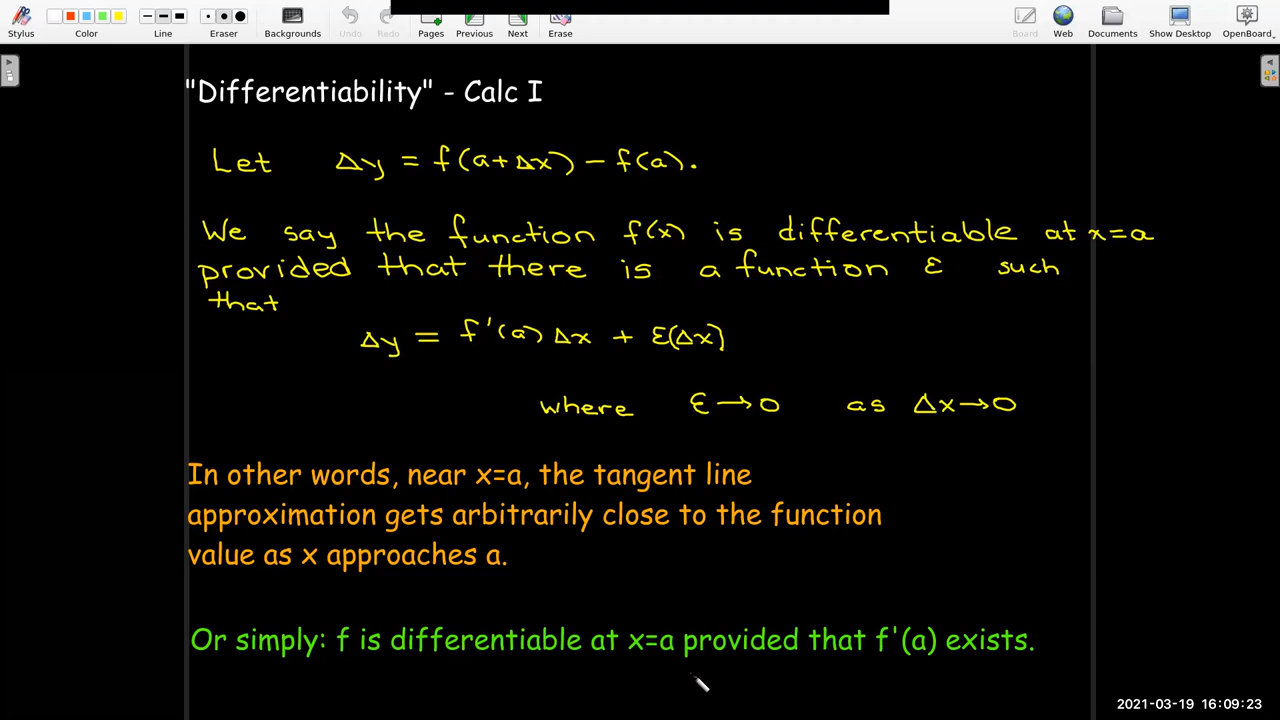 Stylus Color Line Eraser Backgrounds Undo Redo Pages Previous Next Erase Board Web Documents Show Desktop OpenBoard
"Differentiability" - Calc I
Let Δy = f(a+Δx) - f(a).
We say the function f(x) is differentiable at x=a
provided that there is a function ε such
that
Δy = f'(a) Δx + ε(Δx)
where ε→0 as Δx→0
In other words, near x=a, the tangent line
approximation gets arbitrarily close to the function
value as x approaches a.
Or simply: f is differentiable at x=a provided that f'(a) exists.
2021-03-19 16:09:23